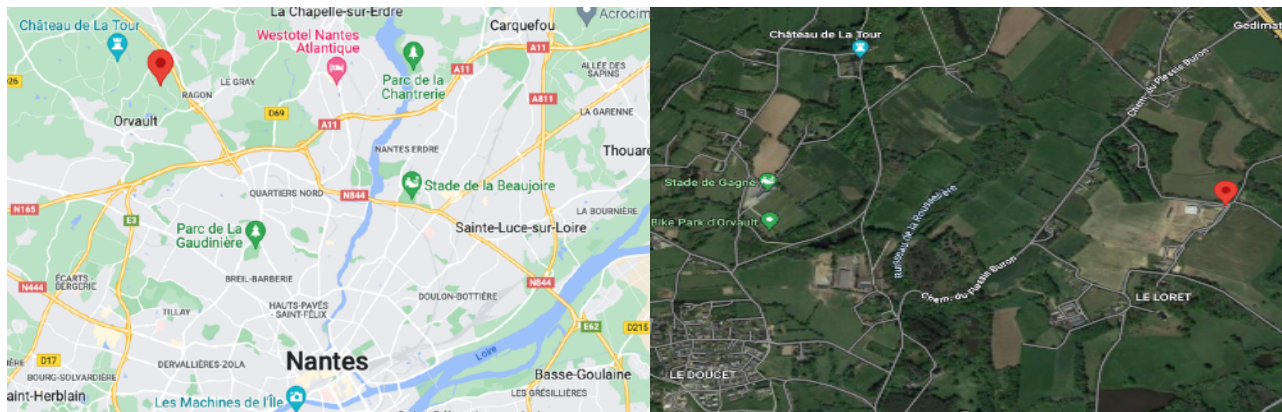 La Chapelle-sur-Erdre
Acrocim
Château de La Tour
Westotel Nantes
Atlantique
Carquefou
A11
ALLÉE DES
SAPINS
Parc de la
Chantrerie
A11
LE GRAY
RAGON
A811
Orvault
D69
A11
LA GARENNE
NANTES ERDRE
Thouar
QUARTIERS NORD
N844
Stade de la Beaujoire
N165
E3
LA BOURNIÈRE
Parc de La
Gaudinière
Sainte-Luce-sur-Loire
ÉCARTS -
BERGERIE
BREIL-BARBERIE
N444
N844
DOULON-BOTTIÈRE
HAUTS-PAVÉS
- SAINT-FÉLIX
TILLAY
E62
D215
Nantes
Loire
D17
DERVALLIÈRES-ZOLA
BOURG-SOLVARDIÈRE
Basse-Goulaine
LES GRÉSILLIÈRES
aint-Herblain
Les Machines de l'Île
Château de La Tour
Gedimat
Chem. du Plessis-Buron
Stade de Gagné
Bike Park d'Orvault
Ruisseau de la Rousselière
Chem. du Plessis-Buron
LE LORET
LE DOUCET